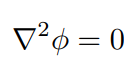 ∇²ϕ = 0